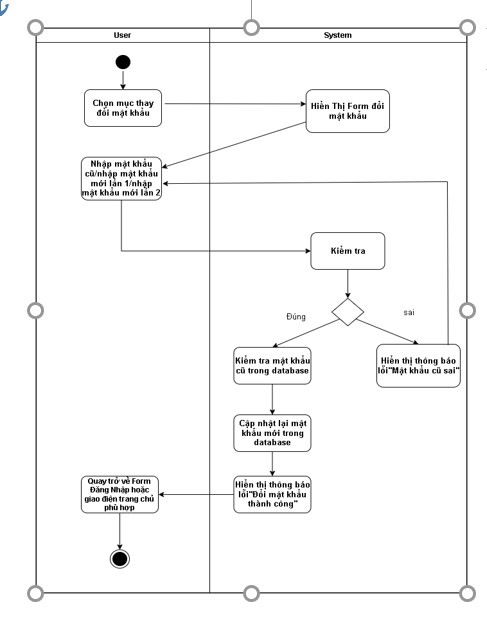 User
System
Chọn mục thay
đổi mật khẩu
Hiển Thị Form đổi
mật khẩu
Nhập mật khẩu
cũ/nhập mật khẩu
mới lần 1/nhập
mật khẩu mới lần 2
Kiểm tra
Đúng
sai
Kiểm tra mật khẩu
cũ trong database
Hiển thị thông báo
lỗi"Mật khẩu cũ sai"
Cập nhật lại mật
khẩu mới trong
database
Quay trở về Form
Đăng Nhập hoặc
giao diện trang chủ
phù hợp
Hiển thị thông báo
lỗi"Đổi mật khẩu
thành công"